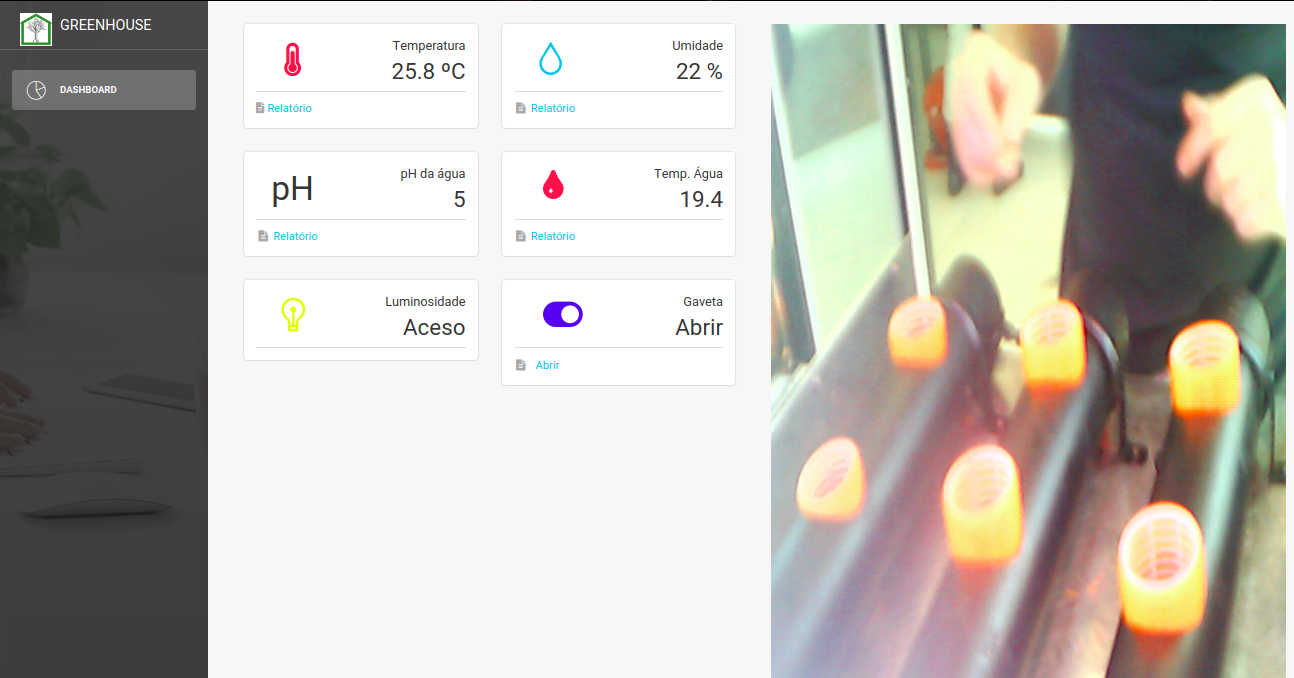 GREENHOUSE
DASHBOARD
Temperatura
25.8 ºC
Relatório
Umidade
22 %
Relatório
pH
pH da água
5
Relatório
Temp. Água
19.4
Relatório
Luminosidade
Aceso
Gaveta
Abrir
Abrir